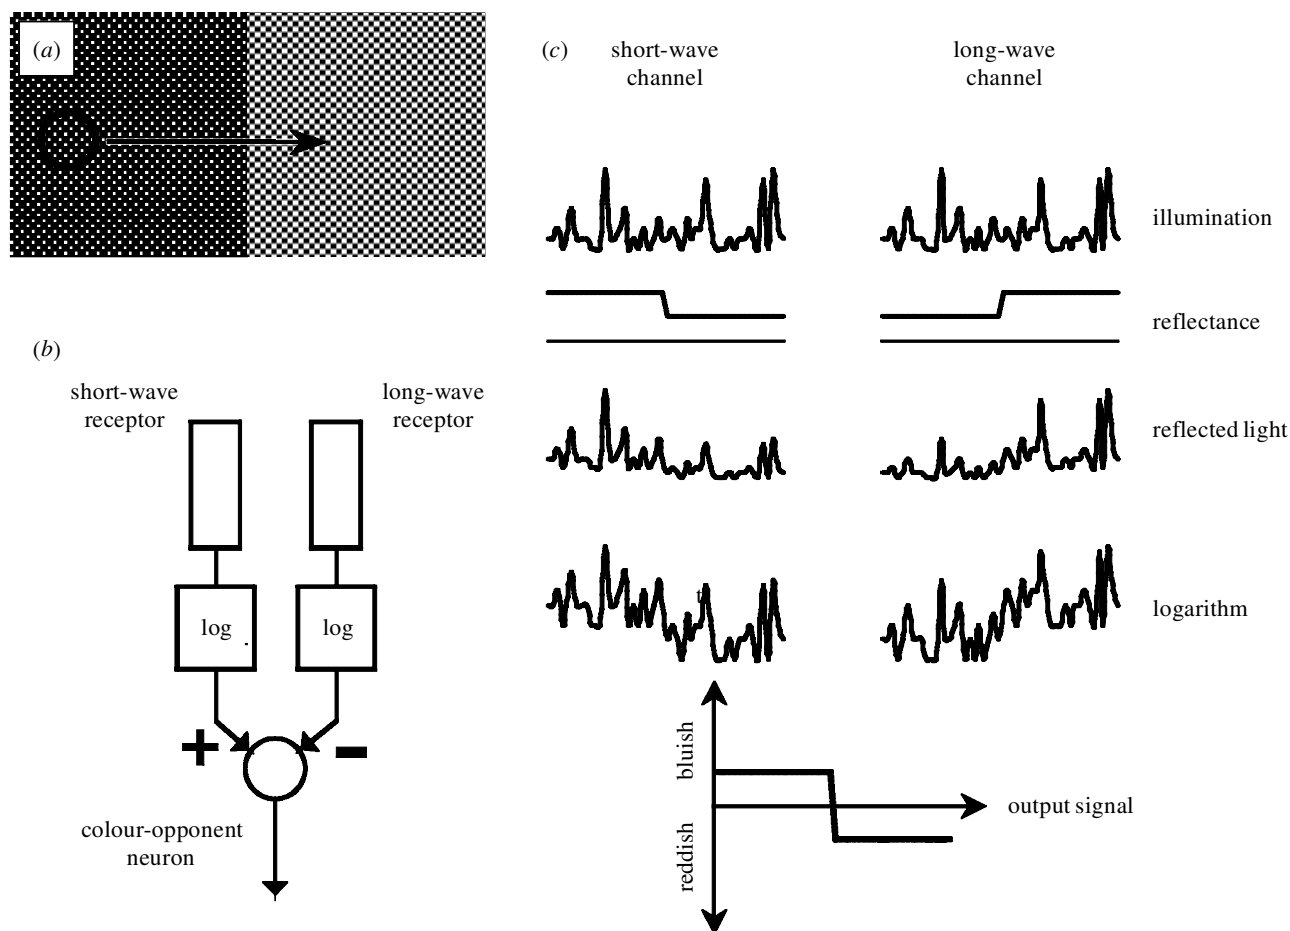 (a)
(b)
short-wave
receptor
long-wave
receptor
log
log
+
−
colour-opponent
neuron
(c)
short-wave
channel
long-wave
channel
illumination
reflectance
reflected light
t
logarithm
bluish
reddish
output signal